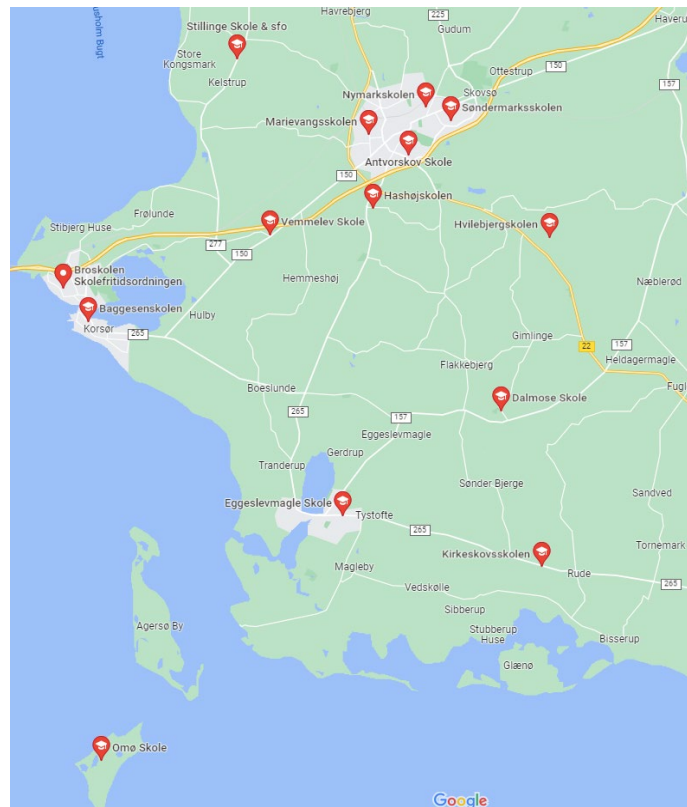 Havrebjerg
225
Gudum
Haverup
Stillinge Skole & sfo
Store
Kongsmark
Kelstrup
Ottestrup
150
157
Nymarkskolen
Skovsø
Søndermarksskolen
Marievangsskolen
Antvorskov Skole
150
Hashøjskolen
Frølunde
Vemmelev Skole
Hvilebjergskolen
Stibjerg Huse
277
150
Broskolen
Skolefritidsordningen
Hemmeshøj
Næblerød
Baggesenskolen
Hulby
Korsør
265
Gimlinge
157
22
Heldagermagle
Flakkebjerg
Fugl
Boeslunde
Dalmose Skole
265
157
Eggeslevmagle
Gerdrup
Tranderup
Sønder Bjerge
Sandved
Eggeslevmagle Skole
Tystofte
265
Tornemark
Kirkeskovsskolen
Magleby
Rude
265
Vedskølle
Sibberup
Agersø By
Stubberup
Huse
Bisserup
Glænø
Omø Skole
Google